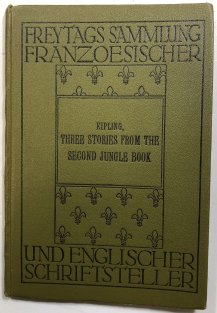 FREYTAGS SAMMLUNG
FRANZOESISCHER
KIPLING,
THREE STORIES FROM THE
SECOND JUNGLE BOOK
UND ENGLISCHER
SCHRIFTSTELLER